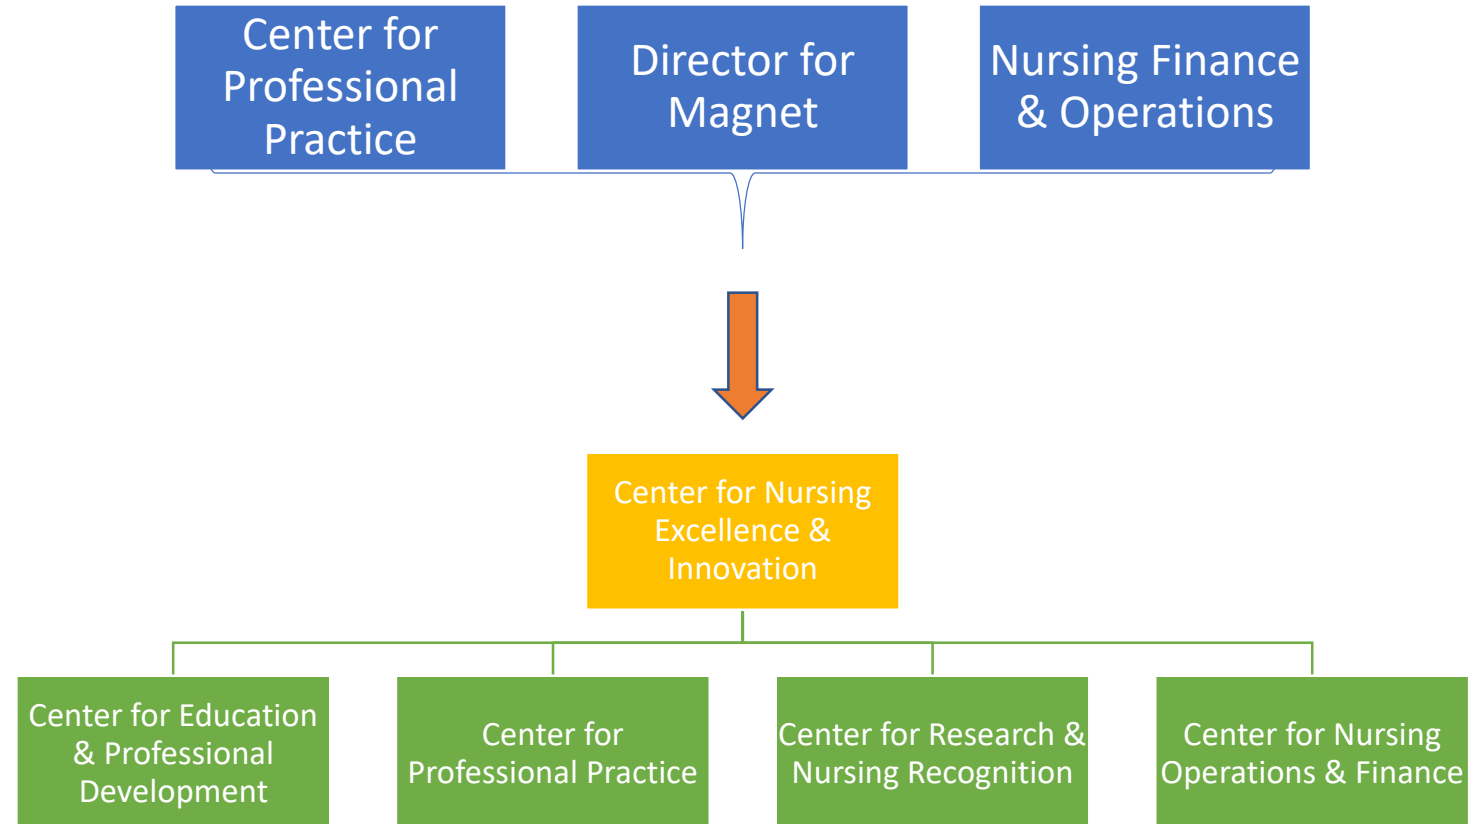 Center for
Professional
Practice
Director for
Magnet
Nursing Finance
& Operations
Center for Nursing
Excellence &
Innovation
Center for Education
& Professional
Development
Center for
Professional Practice
Center for Research &
Nursing Recognition
Center for Nursing
Operations & Finance